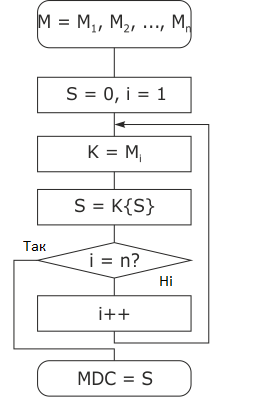 M = M₁, M₂, ..., Mₙ
S = 0, i = 1
K = Mᵢ
S = K{S}
Так
i = n?
Ні
i++
MDC = S